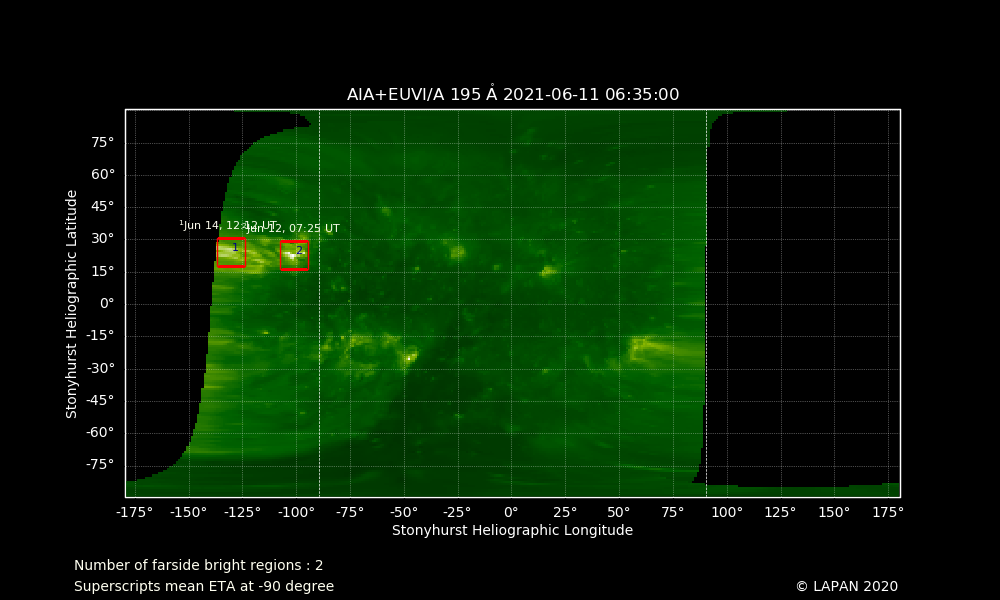 AIA+EUVI/A 195 Å 2021-06-11 06:35:00
75°
60°
45°
30°
15°
0°
-15°
-30°
-45°
-60°
-75°
Stonyhurst Heliographic Latitude
¹Jun 14, 12:12 UT
Jun 12, 07:25 UT
1
2
-175° -150° -125° -100° -75° -50° -25° 0° 25° 50° 75° 100° 125° 150° 175°
Stonyhurst Heliographic Longitude
Number of farside bright regions : 2
Superscripts mean ETA at -90 degree
© LAPAN 2020